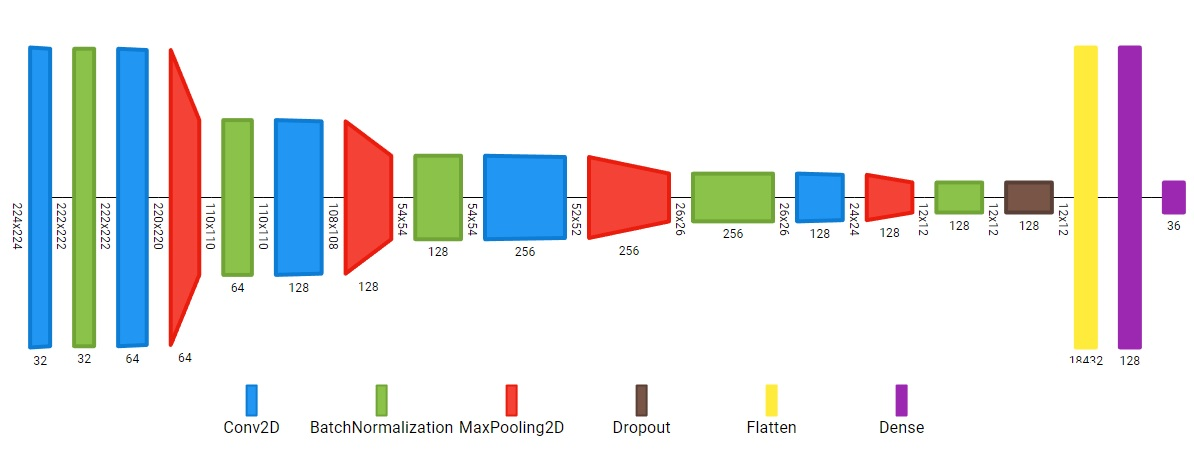 224x224
222x222
222x222
220x220
110x110
110x110
108x108
54x54
54x54
52x52
26x26
26x26
24x24
12x12
12x12
12x12
32
32
64
64
64
128
128
128
256
256
256
128
128
128
128
18432
128
36
Conv2D
BatchNormalization
MaxPooling2D
Dropout
Flatten
Dense